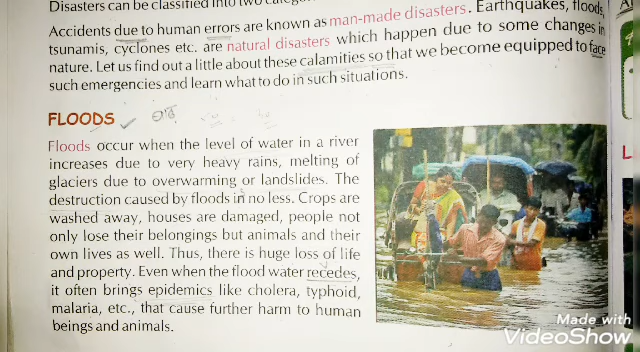 Disasters can be classified into two
Accidents due to human errors are known as man-made disasters. Earthquakes, floods,
tsunamis, cyclones etc. are natural disasters which happen due to some changes in
nature. Let us find out a little about these calamities so that we become equipped to face
such emergencies and learn what to do in such situations.
FLOODS
Floods occur when the level of water in a river
increases due to very heavy rains, melting of
glaciers due to overwarming or landslides. The
destruction caused by floods in no less. Crops are
washed away, houses are damaged, people not
only lose their belongings but animals and their
own lives as well. Thus, there is huge loss of life
and property. Even when the flood water recedes,
it often brings epidemics like cholera, typhoid,
malaria, etc., that cause further harm to human
beings and animals.
Made with
VideoShow